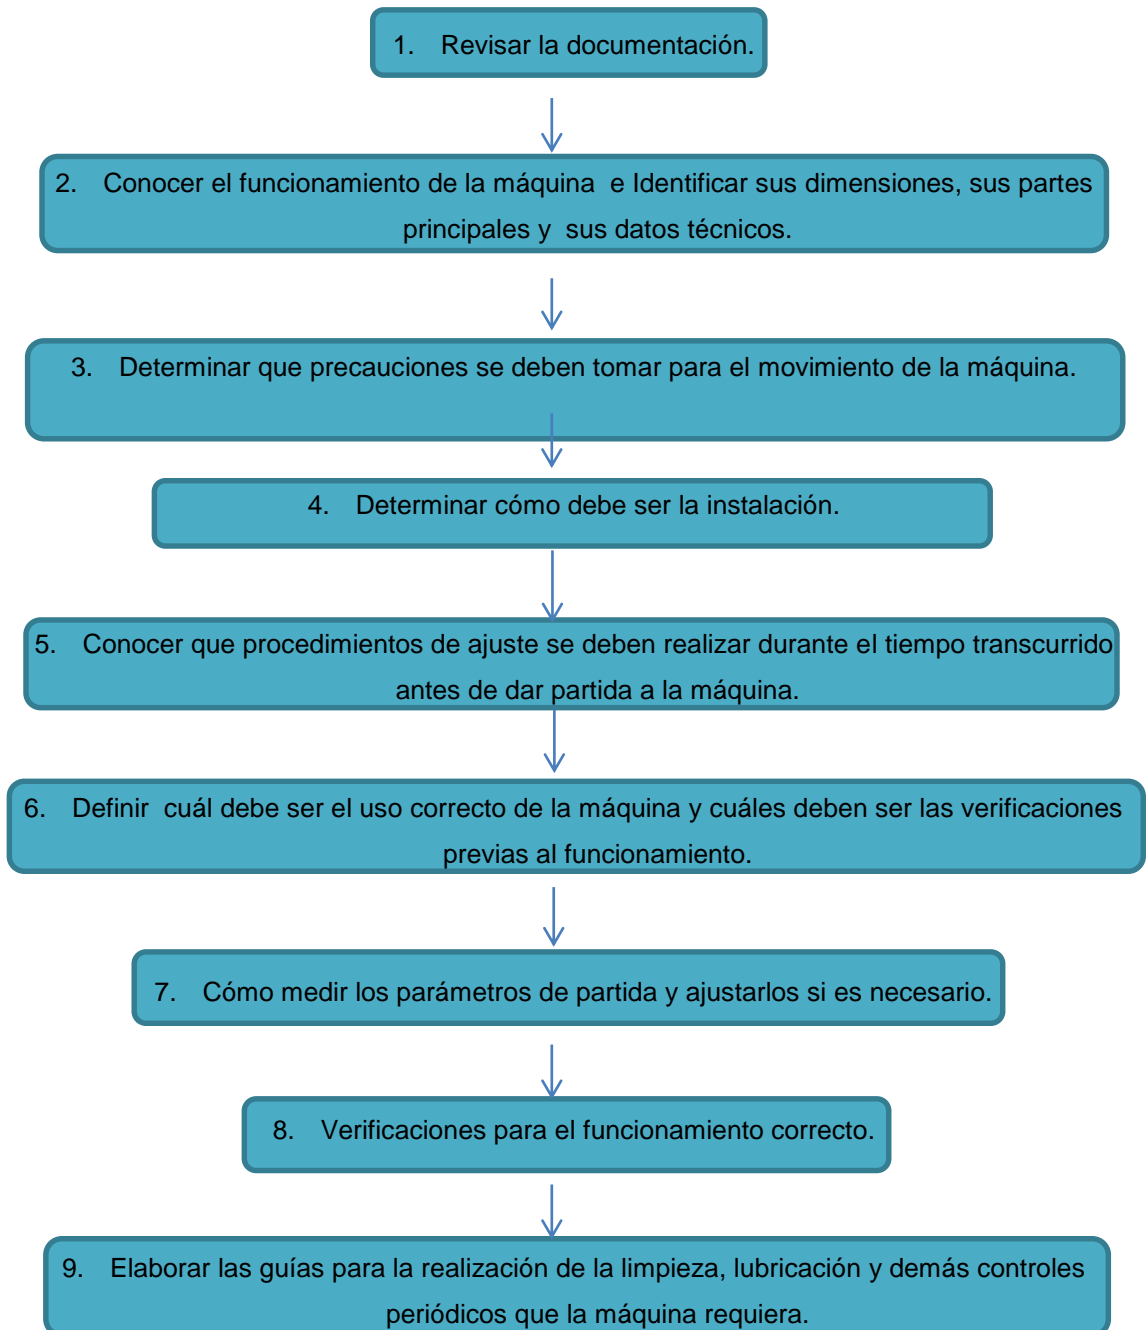 1. Revisar la documentación.
2. Conocer el funcionamiento de la máquina e Identificar sus dimensiones, sus partes
principales y sus datos técnicos.
3. Determinar que precauciones se deben tomar para el movimiento de la máquina.
4. Determinar cómo debe ser la instalación.
5. Conocer que procedimientos de ajuste se deben realizar durante el tiempo transcurrido
antes de dar partida a la máquina.
6. Definir cuál debe ser el uso correcto de la máquina y cuáles deben ser las verificaciones
previas al funcionamiento.
7. Cómo medir los parámetros de partida y ajustarlos si es necesario.
8. Verificaciones para el funcionamiento correcto.
9. Elaborar las guías para la realización de la limpieza, lubricación y demás controles
periódicos que la máquina requiera.